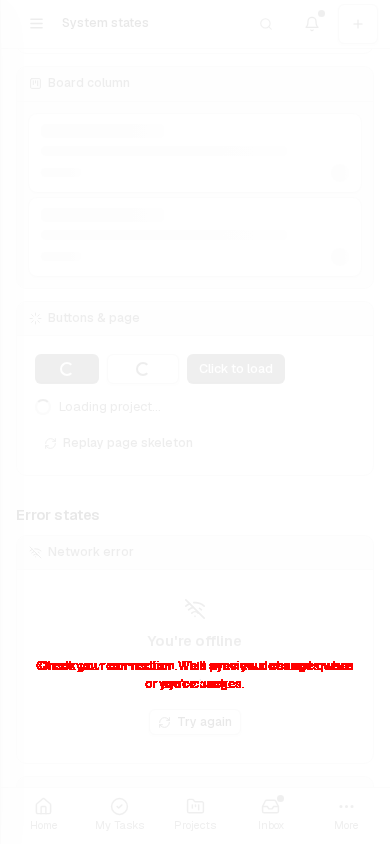 System states
Board column
Buttons & page
Click to load
Loading project...
Replay page skeleton
Error states
Network error
You're offline
Try again
Home
My Tasks
Projects
Inbox
More